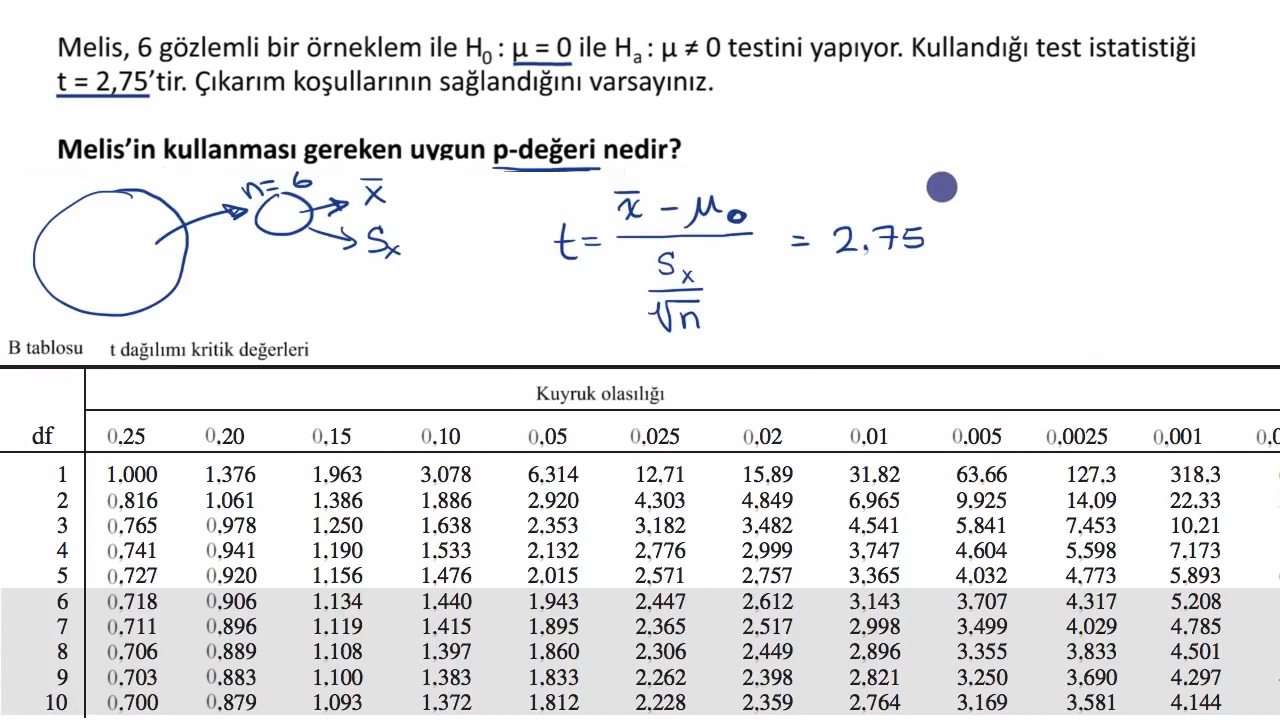 Melis, 6 gözlemli bir örneklem ile H₀ : μ = 0 ile Hₐ : μ ≠ 0 testini yapıyor. Kullandığı test istatistiği
t = 2,75'tir. Çıkarım koşullarının sağlandığını varsayınız.
Melis'in kullanması gereken uygun p-değeri nedir?
n= 6
x̄
Sx
t = (x̄ - μ₀) / (Sx / √n) = 2,75
B tablosu t dağılımı kritik değerleri
Kuyruk olasılığı
df 0.25 0.20 0.15 0.10 0.05 0.025 0.02 0.01 0.005 0.0025 0.001
1 1.000 1.376 1.963 3.078 6.314 12.71 15.89 31.82 63.66 127.3 318.3
2 0.816 1.061 1.386 1.886 2.920 4.303 4.849 6.965 9.925 14.09 22.33
3 0.765 0.978 1.250 1.638 2.353 3.182 3.482 4.541 5.841 7.453 10.21
4 0.741 0.941 1.190 1.533 2.132 2.776 2.999 3.747 4.604 5.598 7.173
5 0.727 0.920 1.156 1.476 2.015 2.571 2.757 3.365 4.032 4.773 5.893
6 0.718 0.906 1.134 1.440 1.943 2.447 2.612 3.143 3.707 4.317 5.208
7 0.711 0.896 1.119 1.415 1.895 2.365 2.517 2.998 3.499 4.029 4.785
8 0.706 0.889 1.108 1.397 1.860 2.306 2.449 2.896 3.355 3.833 4.501
9 0.703 0.883 1.100 1.383 1.833 2.262 2.398 2.821 3.250 3.690 4.297
10 0.700 0.879 1.093 1.372 1.812 2.228 2.359 2.764 3.169 3.581 4.144